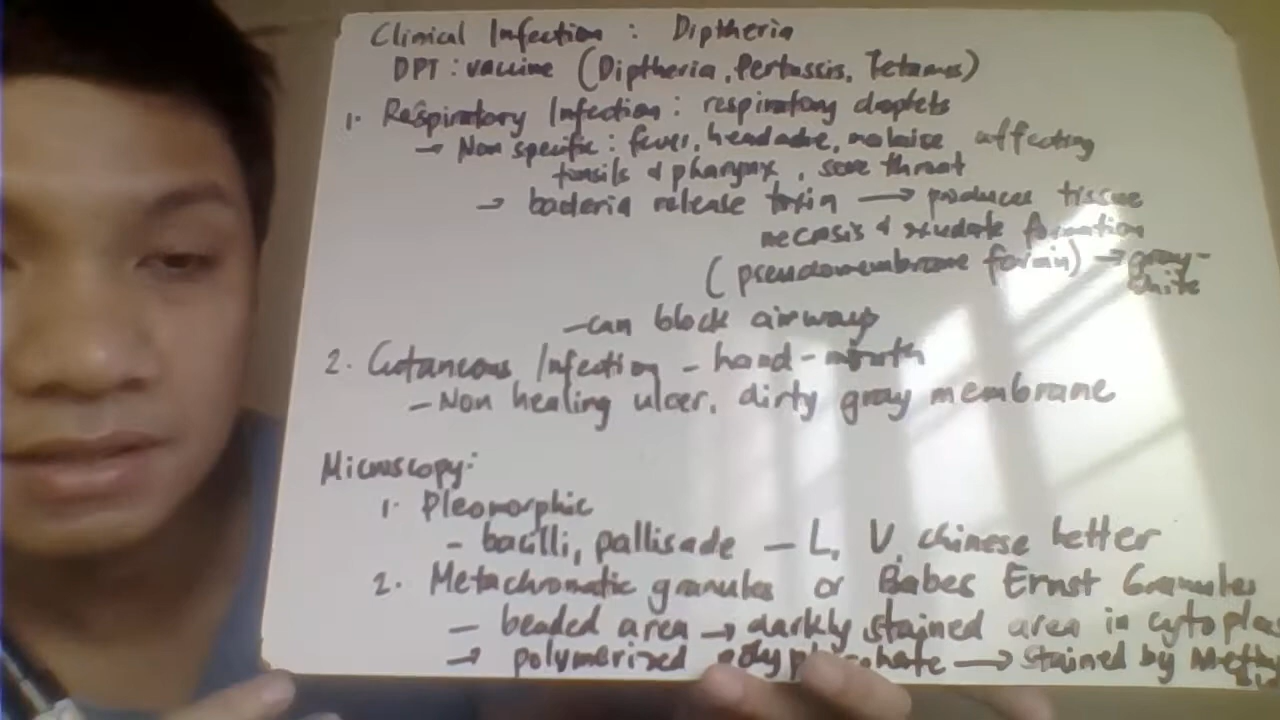 Clinical Infection : Diptheria
DPT : vaccine (Diptheria, Pertussis, Tetanus)
1. Respiratory Infection : respiratory droplets
→ Non specific : fever, headache, malaise affecting
tonsils & pharynx, sore throat
→ bacteria release toxin → produces tissue
necrosis & exudate formation
(pseudomembrane formin) → gray-
white
- can block airways
2. Cutaneous Infection - hand - mouth
- Non healing ulcer, dirty gray membrane
Microscopy:
1. Pleomorphic
- bacilli, pallisade - L, V, chinese letter
2. Metachromatic granules or Babes Ernst Granules
- beaded area → darkly stained area in cytopla
→ polymerized polyphosphate → stained by